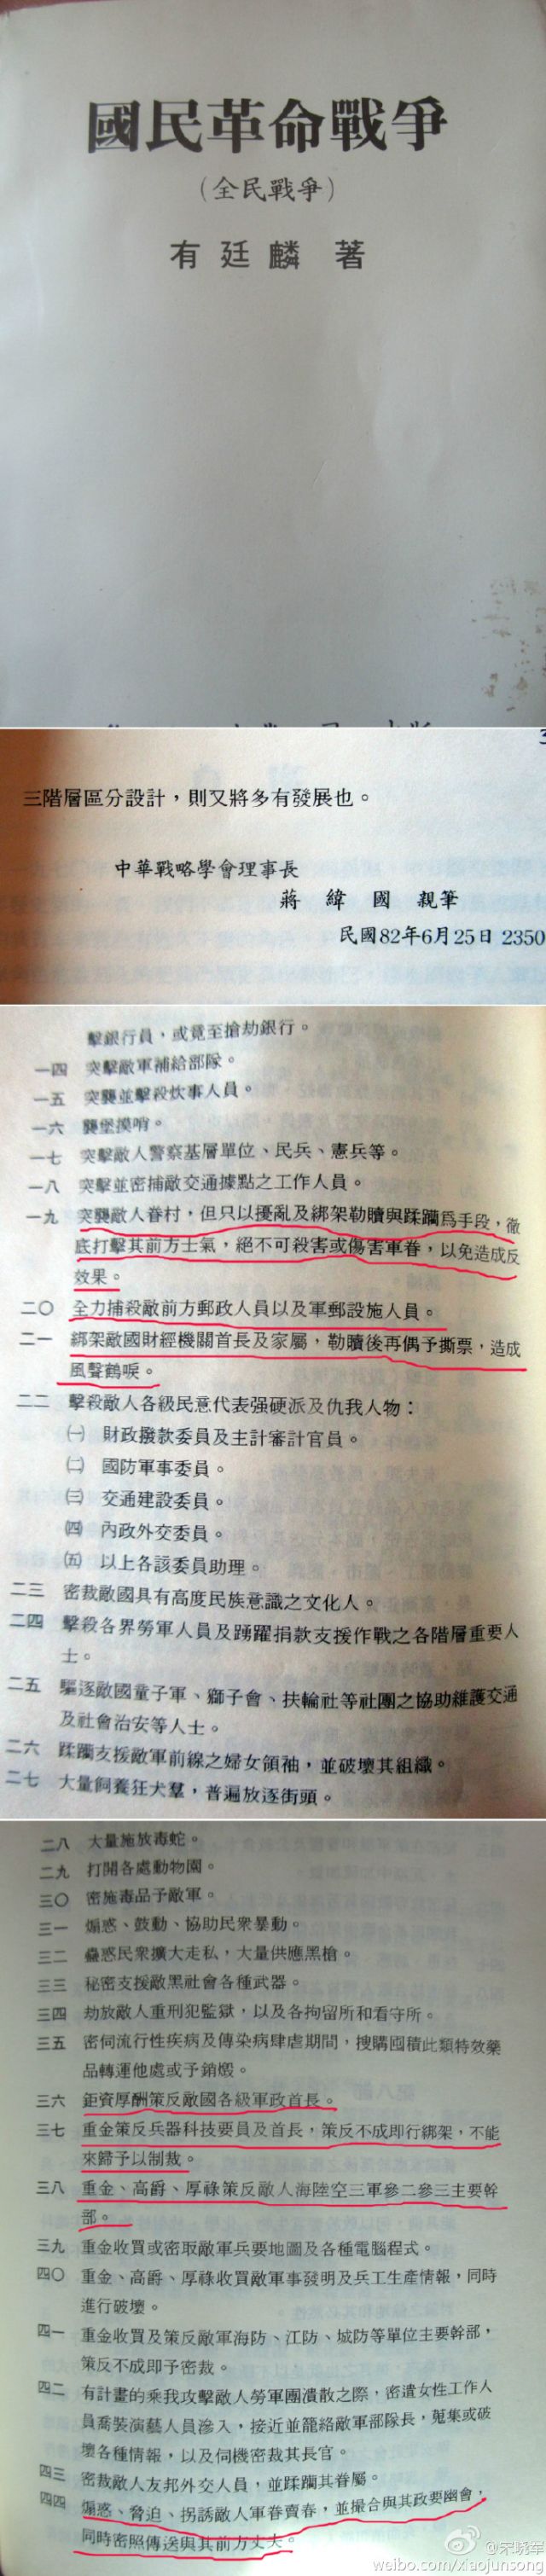 國民革命戰爭
（全民戰爭）
有廷麟 著
三階層區分設計，則又將多有發展也。
中華戰略學會理事長
蔣 緯 國 親筆
民國82年6月25日 2350
擊銀行員，或竟至搶劫銀行。
一四 突擊敵軍補給部隊。
一五 突襲並擊殺炊事人員。
一六 襲堡摸哨。
一七 突擊敵人警察基層單位、民兵、憲兵等。
一八 突擊並密捕敵交通據點之工作人員。
一九 突襲敵人眷村，但只以擾亂及綁架勒贖與蹂躪爲手段，徹
底打擊其前方士氣，絕不可殺害或傷害軍眷，以免造成反
效果。
二〇 全力捕殺敵前方郵政人員以及軍郵設施人員。
二一 綁架敵國財經機關首長及家屬，勒贖後再偶予撕票，造成
風聲鶴唳。
二二 擊殺敵人各級民意代表强硬派及仇我人物：
㈠ 財政撥款委員及主計審計官員。
㈡ 國防軍事委員。
㈢ 交通建設委員。
㈣ 內政外交委員。
㈤ 以上各該委員助理。
二三 密裁敵國具有高度民族意識之文化人。
二四 擊殺各界勞軍人員及踴躍捐款支援作戰之各階層重要人
士。
二五 驅逐敵國童子軍、獅子會、扶輪社等社團之協助維護交通
及社會治安等人士。
二六 蹂躪支援敵軍前線之婦女領袖，並破壞其組織。
二七 大量飼養狂犬羣，普遍放逐街頭。
二八 大量施放毒蛇。
二九 打開各處動物園。
三〇 密施毒品予敵軍。
三一 煽惑、鼓動、協助民衆暴動。
三二 蠱惑民衆擴大走私，大量供應黑槍。
三三 秘密支援敵黑社會各種武器。
三四 劫放敵人重刑犯監獄，以及各拘留所和看守所。
三五 密伺流行性疾病及傳染病肆虐期間，搜購囤積此類特效藥
品轉運他處或予銷燬。
三六 鉅資厚酬策反敵國各級軍政首長。
三七 重金策反兵器科技要員及首長，策反不成即行綁架，不能
來歸予以制裁。
三八 重金、高爵、厚祿策反敵人海陸空三軍參二參三主要幹
部。
三九 重金收買或密取敵軍兵要地圖及各種電腦程式。
四〇 重金、高爵、厚祿收買敵軍事發明及兵工生產情報，同時
進行破壞。
四一 重金收買及策反敵軍海防、江防、城防等單位主要幹部，
策反不成即予密裁。
四二 有計畫的乘我攻擊敵人勞軍團潰散之際，密遣女性工作人
員喬裝演藝人員滲入，接近並籠絡敵軍部隊長，蒐集或破
壞各種情報，以及伺機密裁其長官。
四三 密裁敵人友邦外交人員，並蹂躪其眷屬。
四四 煽惑、脅迫、拐誘敵人軍眷賣春，並撮合與其政要幽會，
同時密照傳送與其前方丈夫。
@宋晓军
weibo.com/xiaojunsong